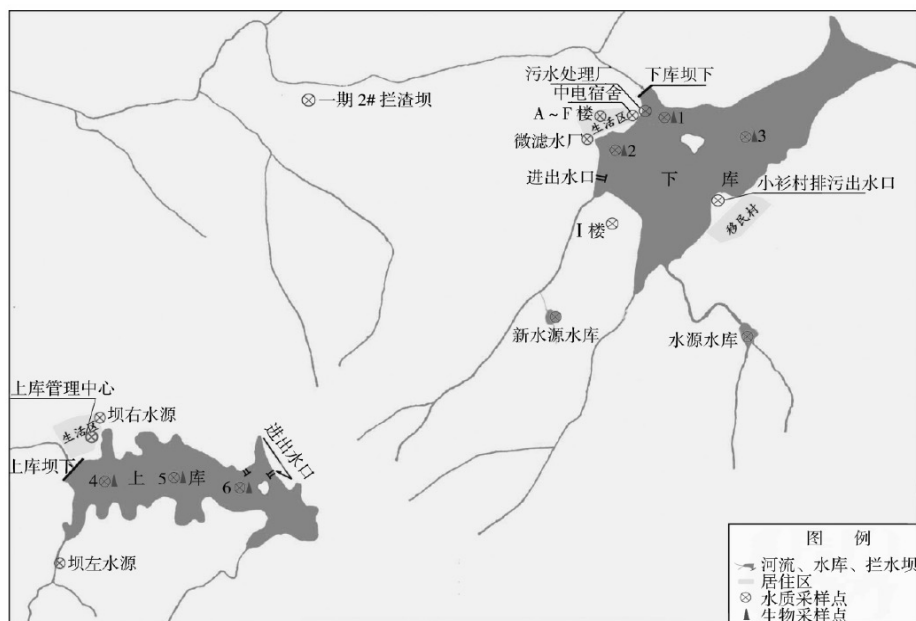 污水处理厂
下库坝下
中电宿舍
一期 2# 拦渣坝
A～F 楼
生活区
1
微滤水厂
2
3
进出水口
下 库
小衫村排污出水口
移民村
I 楼
新水源水库
水源水库
上库管理中心
坝右水源
生活区
进出水口
上库坝下
4
上 库
5
6
坝左水源
图 例
河流、水库、拦水坝
居住区
水质采样点
生物采样点